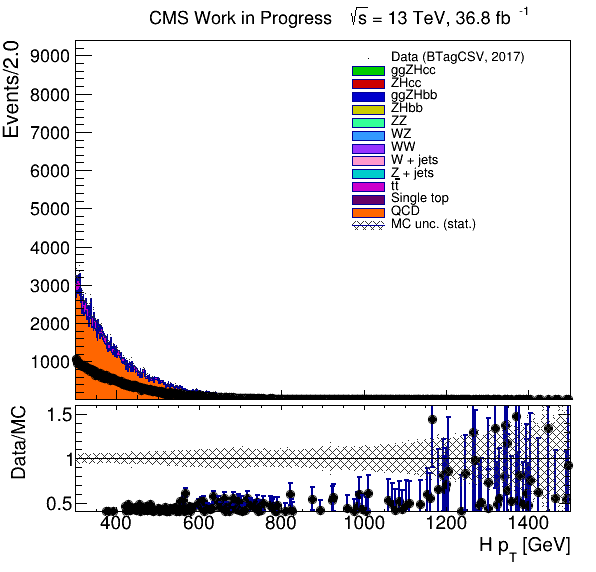 CMS Work in Progress √s = 13 TeV, 36.8 fb -1
Events/2.0
9000
8000
7000
6000
5000
4000
3000
2000
1000
Data (BTagCSV, 2017)
ggZHcc
ZHcc
ggZHbb
ZHbb
ZZ
WZ
WW
W + jets
Z + jets
tt̅
Single top
QCD
MC unc. (stat.)
Data/MC
1.5
1
0.5
400 600 800 1000 1200 1400
H pT [GeV]